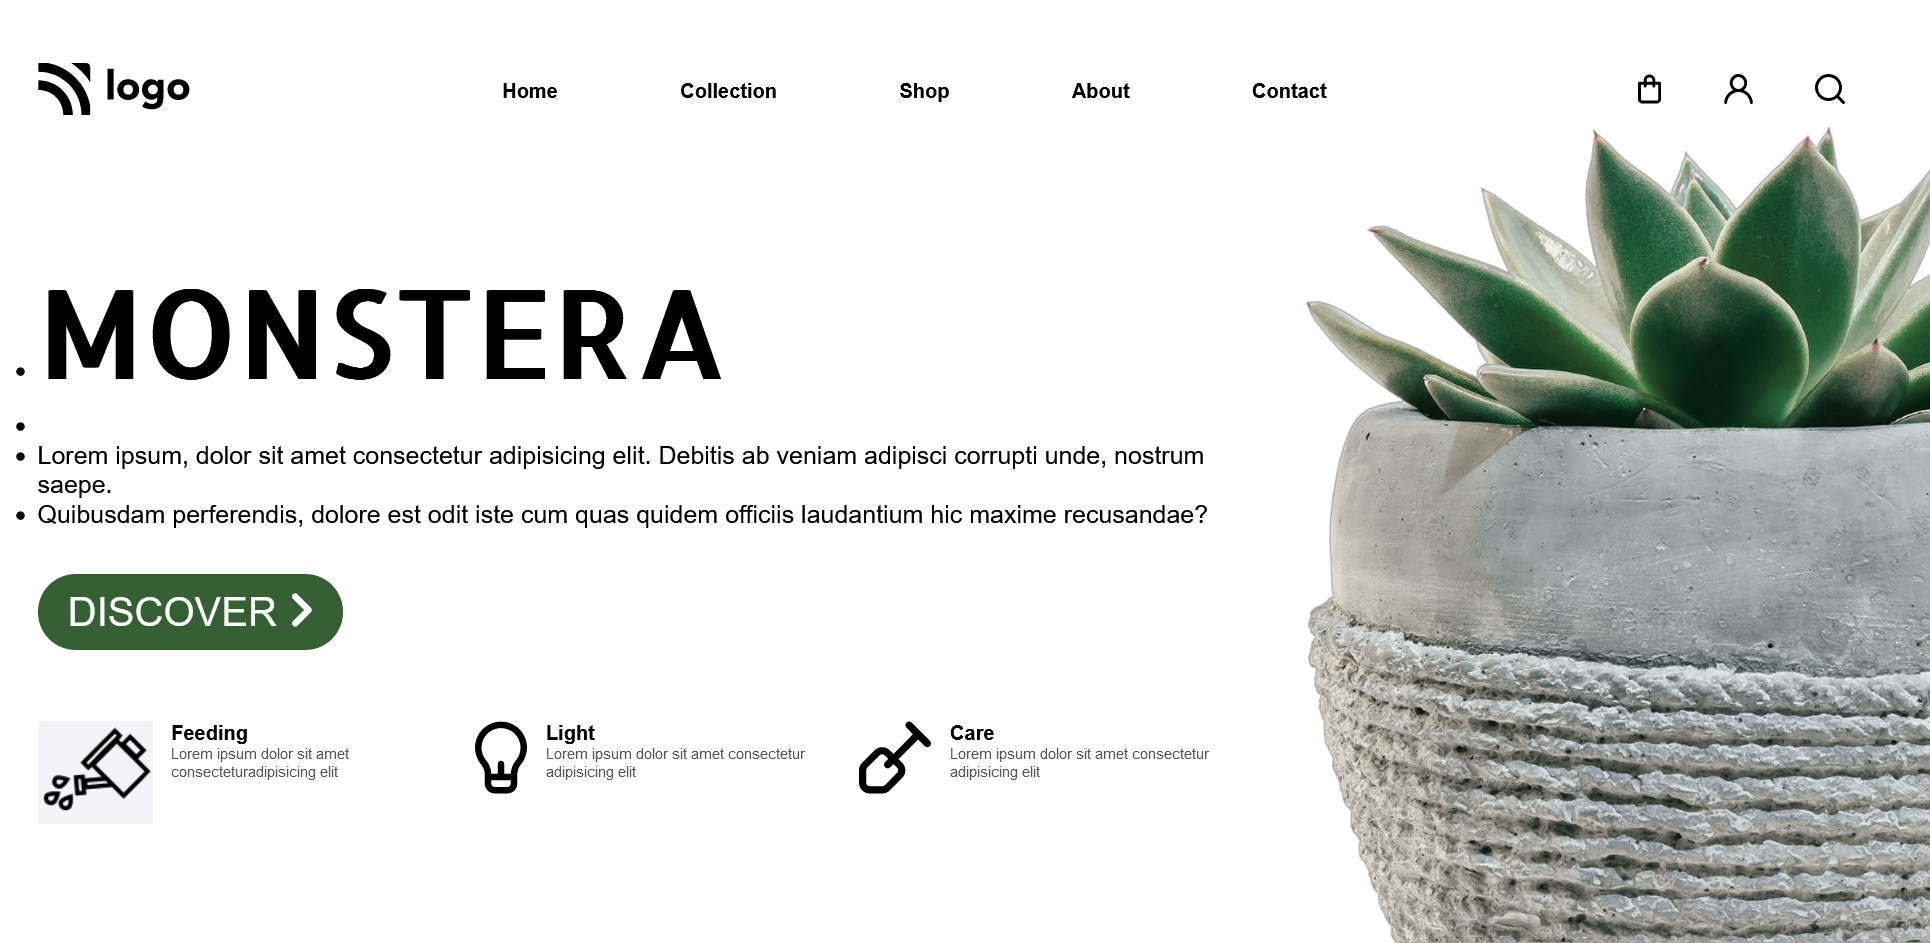 logo
Home Collection Shop About Contact
MONSTERA
Lorem ipsum, dolor sit amet consectetur adipisicing elit. Debitis ab veniam adipisci corrupti unde, nostrum
saepe.
Quibusdam perferendis, dolore est odit iste cum quas quidem officiis laudantium hic maxime recusandae?
DISCOVER
Feeding
Lorem ipsum dolor sit amet
consecteturadipisicing elit
Light
Lorem ipsum dolor sit amet consectetur
adipisicing elit
Care
Lorem ipsum dolor sit amet consectetur
adipisicing elit